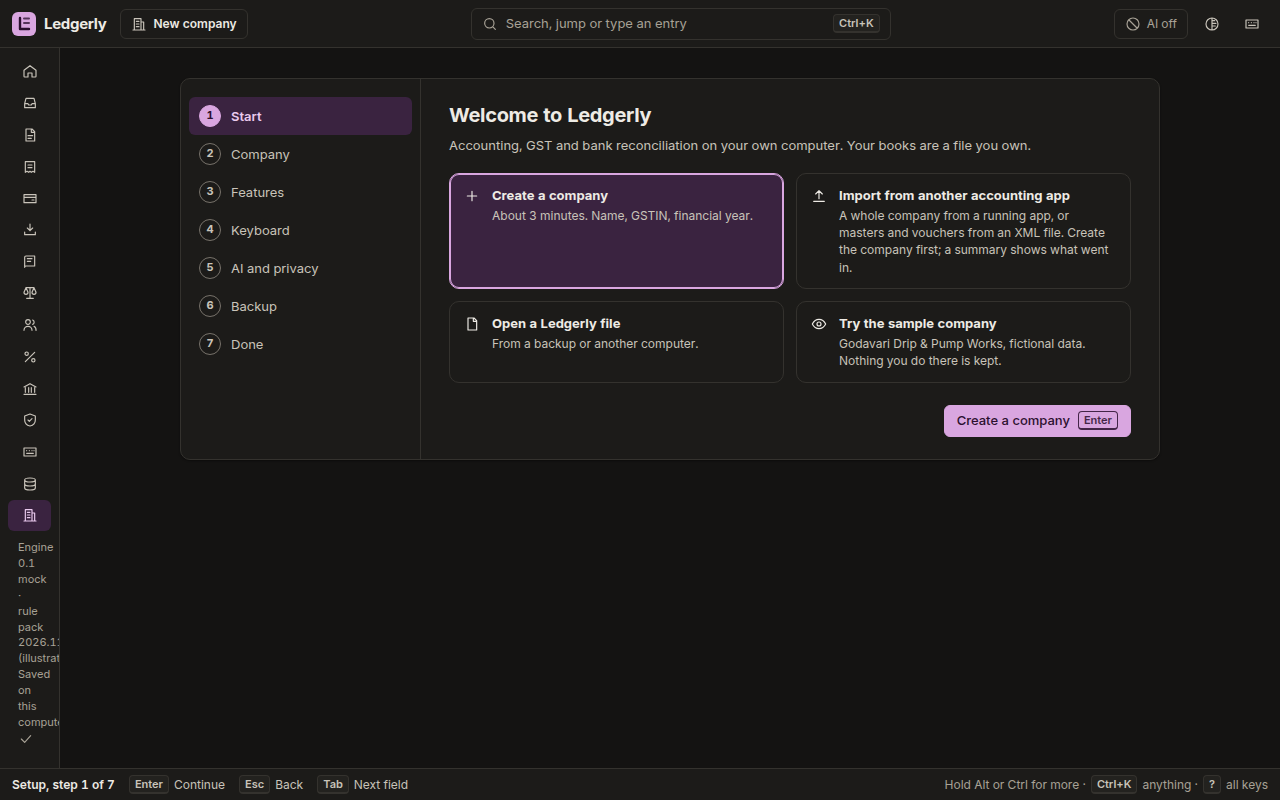 Ledgerly
New company
Search, jump or type an entry
Ctrl+K
AI off
1 Start
2 Company
3 Features
4 Keyboard
5 AI and privacy
6 Backup
7 Done
Welcome to Ledgerly
Accounting, GST and bank reconciliation on your own computer. Your books are a file you own.
Create a company
About 3 minutes. Name, GSTIN, financial year.
Import from another accounting app
A whole company from a running app, or
masters and vouchers from an XML file. Create
the company first; a summary shows what went
in.
Open a Ledgerly file
From a backup or another computer.
Try the sample company
Godavari Drip & Pump Works, fictional data.
Nothing you do there is kept.
Create a company Enter
Engine
0.1
mock
·
rule
pack
Saved
on
this
Setup, step 1 of 7 Enter Continue Esc Back Tab Next field
Hold Alt or Ctrl for more · Ctrl+K anything · ? all keys